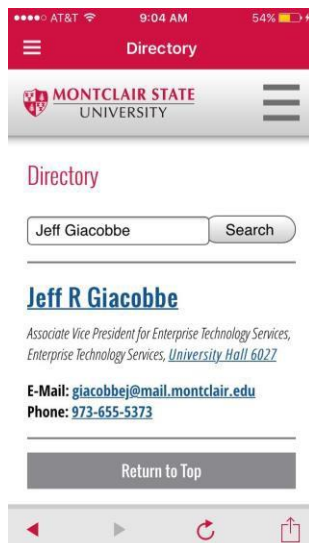 AT&T 9:04 AM 54%
Directory
MONTCLAIR STATE
UNIVERSITY
Directory
Jeff Giacobbe Search
Jeff R Giacobbe
Associate Vice President for Enterprise Technology Services,
Enterprise Technology Services, University Hall 6027
E-Mail: giacobbej@mail.montclair.edu
Phone: 973-655-5373
Return to Top